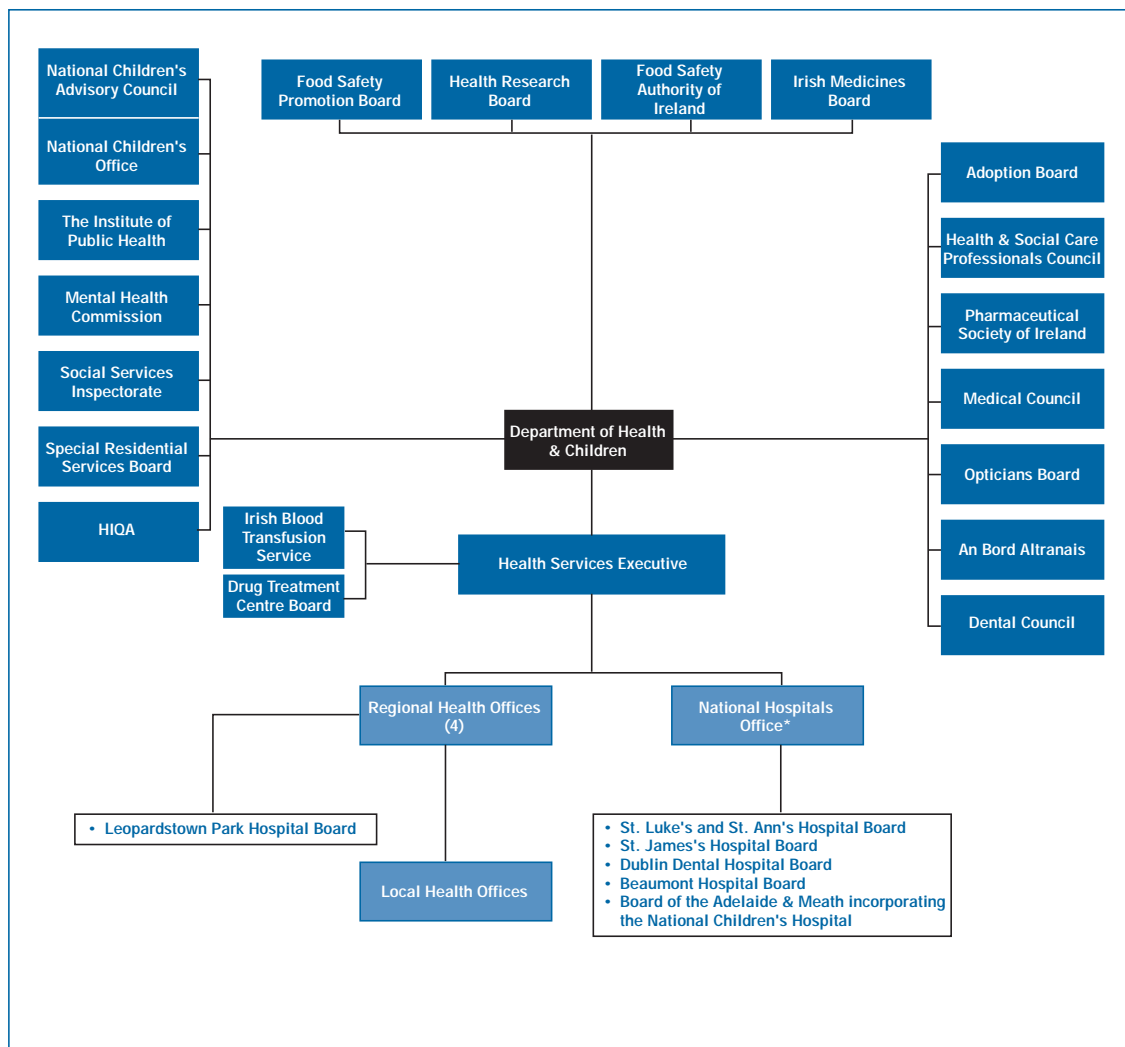 National Children's
Advisory Council
National Children's
Office
The Institute of
Public Health
Mental Health
Commission
Social Services
Inspectorate
Special Residential
Services Board
HIQA
Food Safety
Promotion Board
Health Research
Board
Food Safety
Authority of
Ireland
Irish Medicines
Board
Adoption Board
Health & Social Care
Professionals Council
Pharmaceutical
Society of Ireland
Medical Council
Opticians Board
An Bord Altranais
Dental Council
Department of Health
& Children
Irish Blood
Transfusion
Service
Drug Treatment
Centre Board
Health Services Executive
Regional Health Offices
(4)
National Hospitals
Office*
• Leopardstown Park Hospital Board
Local Health Offices
• St. Luke's and St. Ann's Hospital Board
• St. James's Hospital Board
• Dublin Dental Hospital Board
• Beaumont Hospital Board
• Board of the Adelaide & Meath incorporating
the National Children's Hospital